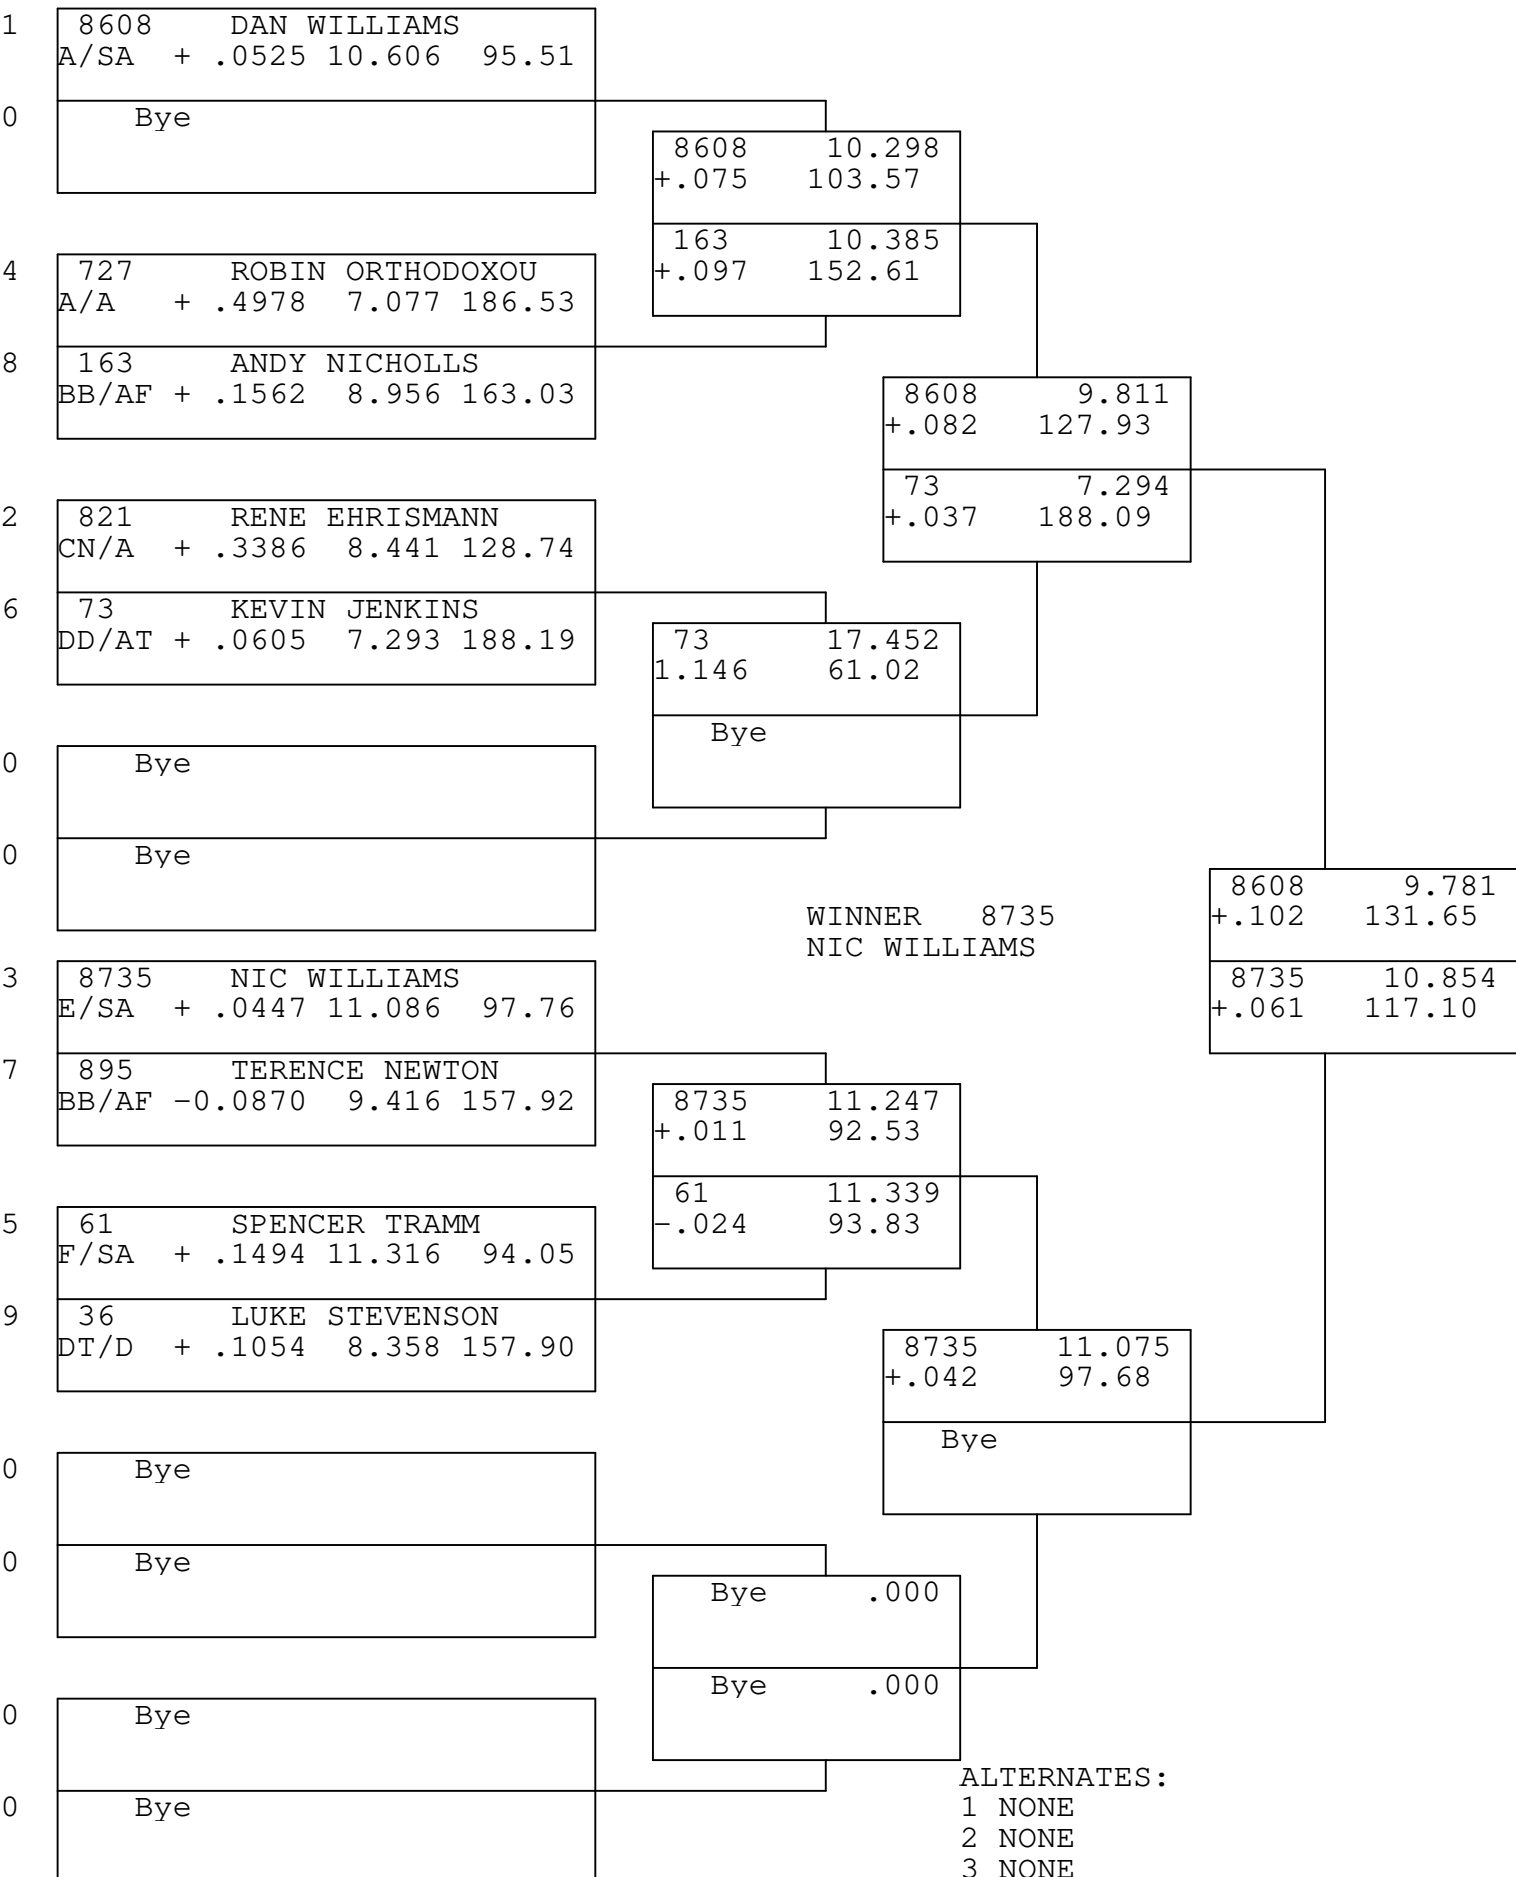 1 8608 DAN WILLIAMS
A/SA + .0525 10.606 95.51
0 Bye
8608 10.298
+.075 103.57
163 10.385
+.097 152.61
4 727 ROBIN ORTHODOXOU
A/A + .4978 7.077 186.53
8 163 ANDY NICHOLLS
BB/AF + .1562 8.956 163.03
8608 9.811
+.082 127.93
73 7.294
+.037 188.09
2 821 RENE EHRISMANN
CN/A + .3386 8.441 128.74
6 73 KEVIN JENKINS
DD/AT + .0605 7.293 188.19
73 17.452
1.146 61.02
Bye
0 Bye
0 Bye
WINNER 8735
NIC WILLIAMS
8608 9.781
+.102 131.65
8735 10.854
+.061 117.10
3 8735 NIC WILLIAMS
E/SA + .0447 11.086 97.76
7 895 TERENCE NEWTON
BB/AF -0.0870 9.416 157.92
8735 11.247
+.011 92.53
61 11.339
-.024 93.83
5 61 SPENCER TRAMM
F/SA + .1494 11.316 94.05
9 36 LUKE STEVENSON
DT/D + .1054 8.358 157.90
8735 11.075
+.042 97.68
Bye
0 Bye
0 Bye
Bye .000
Bye .000
0 Bye
0 Bye
ALTERNATES:
1 NONE
2 NONE
3 NONE